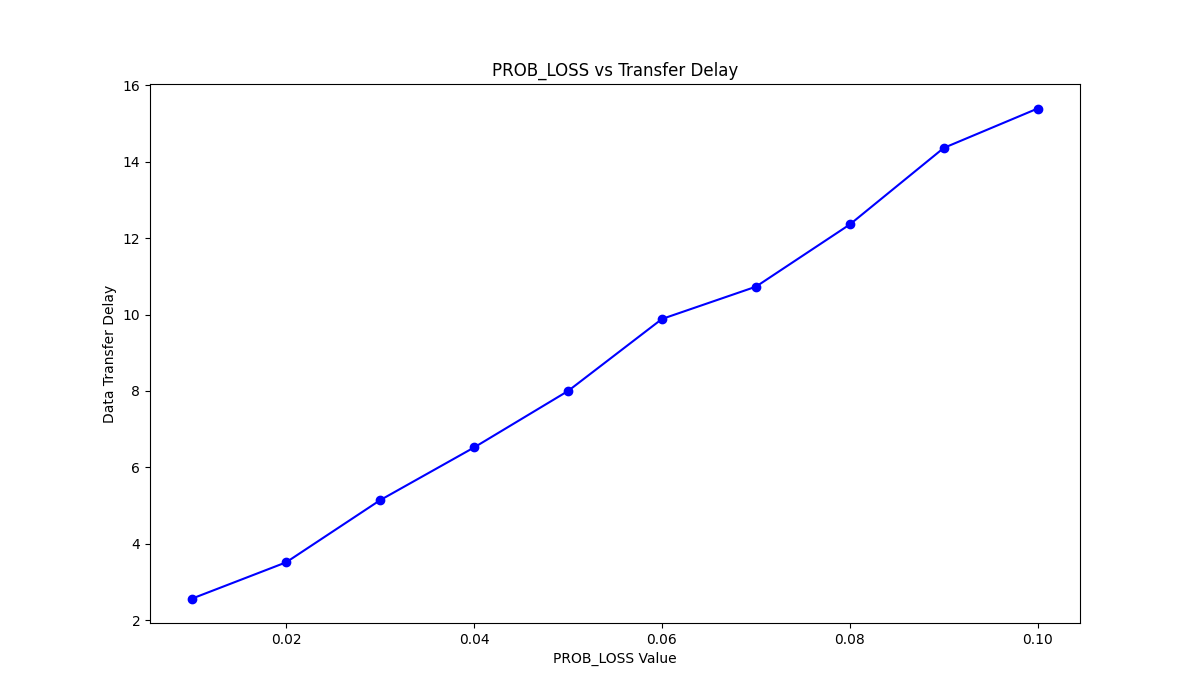 PROB_LOSS vs Transfer Delay
16
14
12
10
8
6
4
2
Data Transfer Delay
0.02 0.04 0.06 0.08 0.10
PROB_LOSS Value